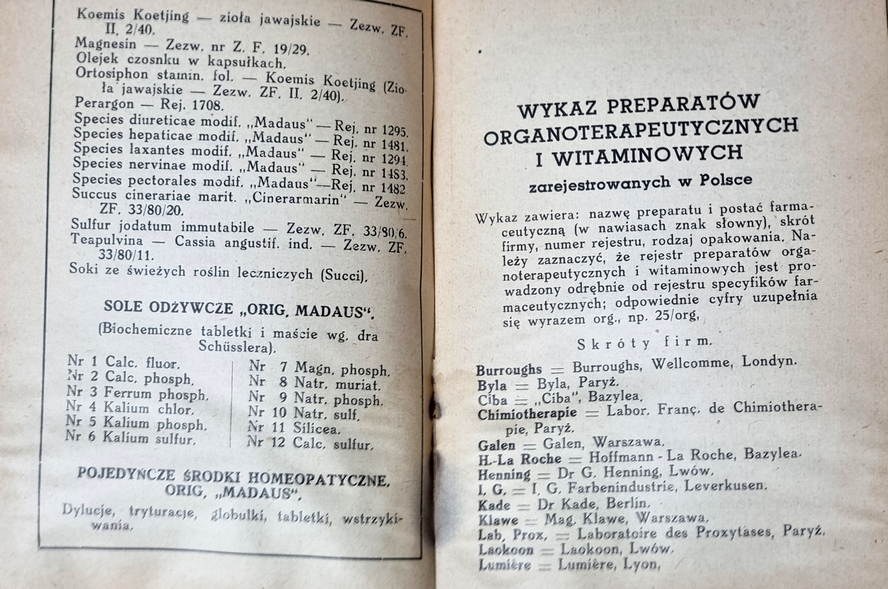 Koemis Koetjing — zioła jawajskie — Zezw. ZF.
II, 2/40.
Magnesin — Zezw. nr Z. F. 19/29.
Olejek czosnku w kapsułkach.
Ortosiphon stamin. fol. — Koemis Koetjing (Zio-
ła jawajskie — Zezw. ZF. II. 2/40).
Perargon — Rej. 1708.
Species diureticae modif. „Madaus" — Rej. nr 1295.
Species hepaticae modif. „Madaus" — Rej. nr 1481.
Species laxantes modif. „Madaus" — Rej. nr 1294.
Species nervinae modif. „Madaus" — Rej. nr 1483.
Species pectorales modif. „Madaus"—Rej. nr 1482
Succus cinerariae marit. „Cinerarmarin" — Zezw.
ZF. 33/80/20.
Sulfur jodatum immutabile — Zezw. ZF. 33/80/6.
Teapulvina — Cassia angustif. ind. — Zezw. ZF.
33/80/11.
Soki ze świeżych roślin leczniczych (Succi).
SOLE ODŻYWCZE „ORIG. MADAUS".
(Biochemiczne tabletki i maście wg. dra
Schüsslera).
Nr 1 Calc. fluor.
Nr 2 Calc. phosph.
Nr 3 Ferrum phosph.
Nr 4 Kalium chlor.
Nr 5 Kalium phosph.
Nr 6 Kalium sulfur.
Nr 7 Magn. phosph.
Nr 8 Natr. muriat.
Nr 9 Natr. phosph.
Nr 10 Natr. sulf.
Nr 11 Silicea.
Nr 12 Calc. sulfur.
POJEDYŃCZE ŚRODKI HOMEOPATYCZNE,
ORIG. „MADAUS".
Dylucje, tryturacje, globulki, tabletki, wstrzyki-
wania.
WYKAZ PREPARATÓW
ORGANOTERAPEUTYCZNYCH
I WITAMINOWYCH
zarejestrowanych w Polsce
Wykaz zawiera: nazwę preparatu i postać farma-
ceutyczną (w nawiasach znak słowny), skrót
firmy, numer rejestru, rodzaj opakowania. Na-
leży zaznaczyć, że rejestr preparatów orga-
noterapeutycznych i witaminowych jest pro-
wadzony odrębnie od rejestru specyfików far-
maceutycznych; odpowiednie cyfry uzupełnia
się wyrazem org., np. 25/org.
Skróty firm.
Burroughs = Burroughs, Wellcomme, Londyn.
Byla = Byla, Paryż.
Ciba = „Ciba", Bazylea.
Chimiotherapie = Labor. Franç. de Chimiothera-
pie, Paryż.
Galen = Galen, Warszawa.
H.-La Roche = Hoffmann - La Roche, Bazylea.
Henning = Dr G. Henning, Lwów.
I. G. = I. G. Farbenindustrie, Leverkusen.
Kade = Dr Kade, Berlin.
Klawe = Mag. Klawe, Warszawa.
Lab. Prox. = Laboratoire des Proxytases, Paryż.
Laokoon = Laokoon, Lwów.
Lumière = Lumière, Lyon.